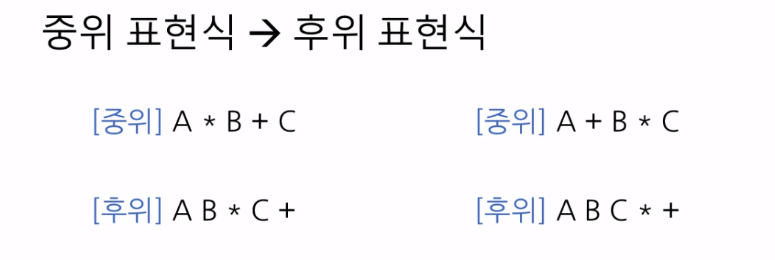 중위 표현식 → 후위 표현식
[중위] A * B + C
[중위] A + B * C
[후위] A B * C +
[후위] A B C * +